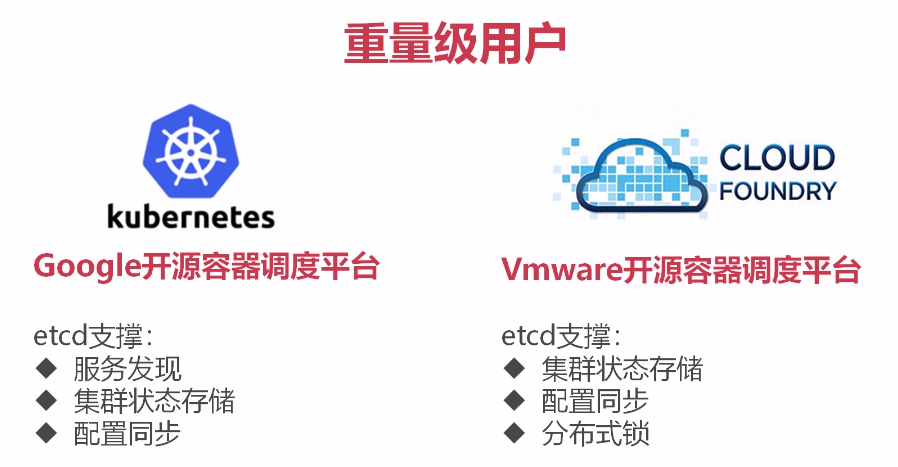 重量级用户
kubernetes
Google开源容器调度平台
etcd支撑：
◆ 服务发现
◆ 集群状态存储
◆ 配置同步
CLOUD
FOUNDRY
Vmware开源容器调度平台
etcd支撑：
◆ 集群状态存储
◆ 配置同步
◆ 分布式锁